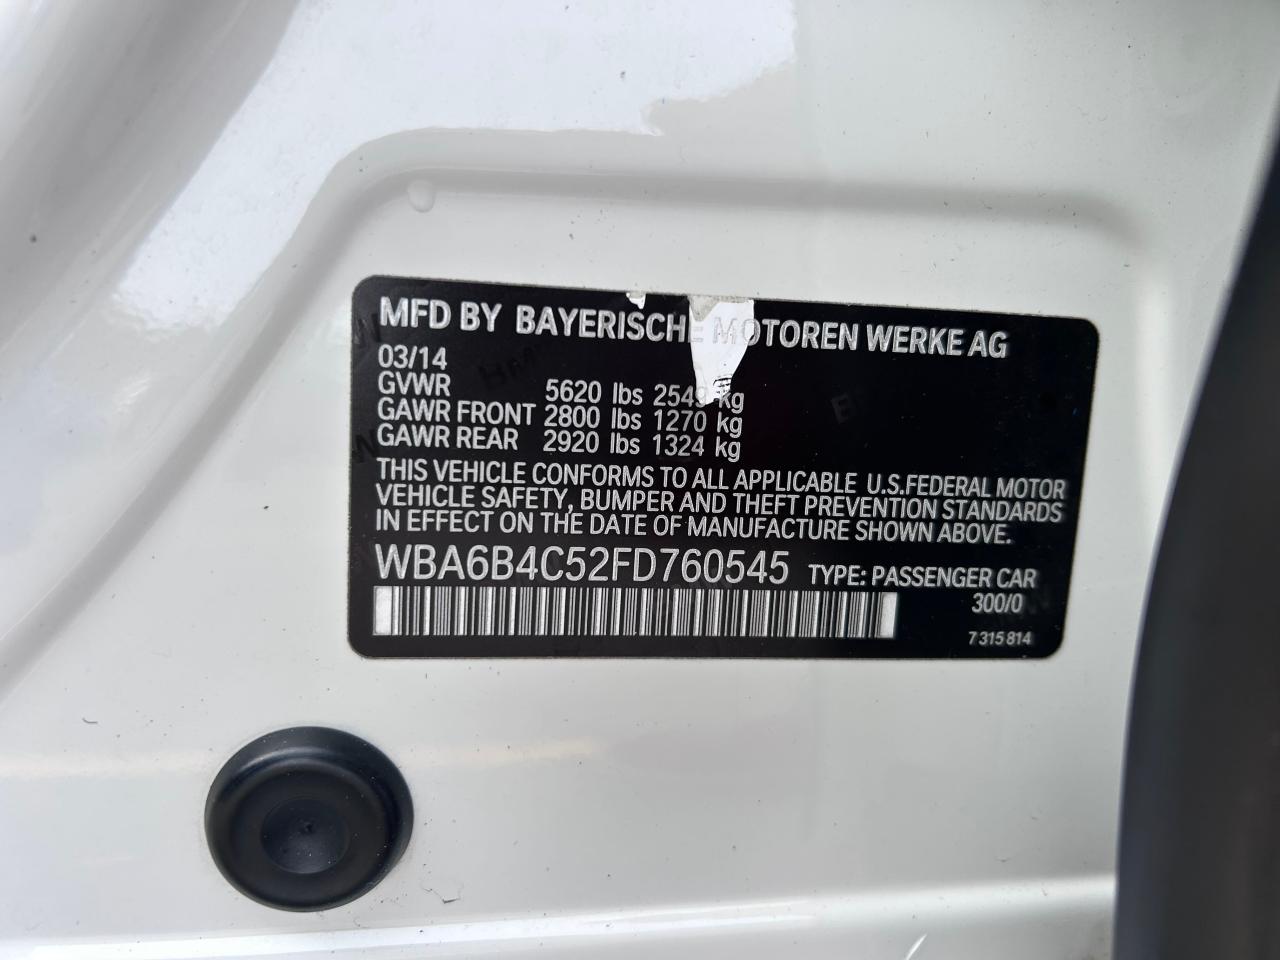 MFD BY BAYERISCHE MOTOREN WERKE AG
03/14
GVWR 5620 lbs 2549 kg
GAWR FRONT 2800 lbs 1270 kg
GAWR REAR 2920 lbs 1324 kg
THIS VEHICLE CONFORMS TO ALL APPLICABLE U.S.FEDERAL MOTOR
VEHICLE SAFETY, BUMPER AND THEFT PREVENTION STANDARDS
IN EFFECT ON THE DATE OF MANUFACTURE SHOWN ABOVE.
WBA6B4C52FD760545 TYPE: PASSENGER CAR
300/0
7 315 814